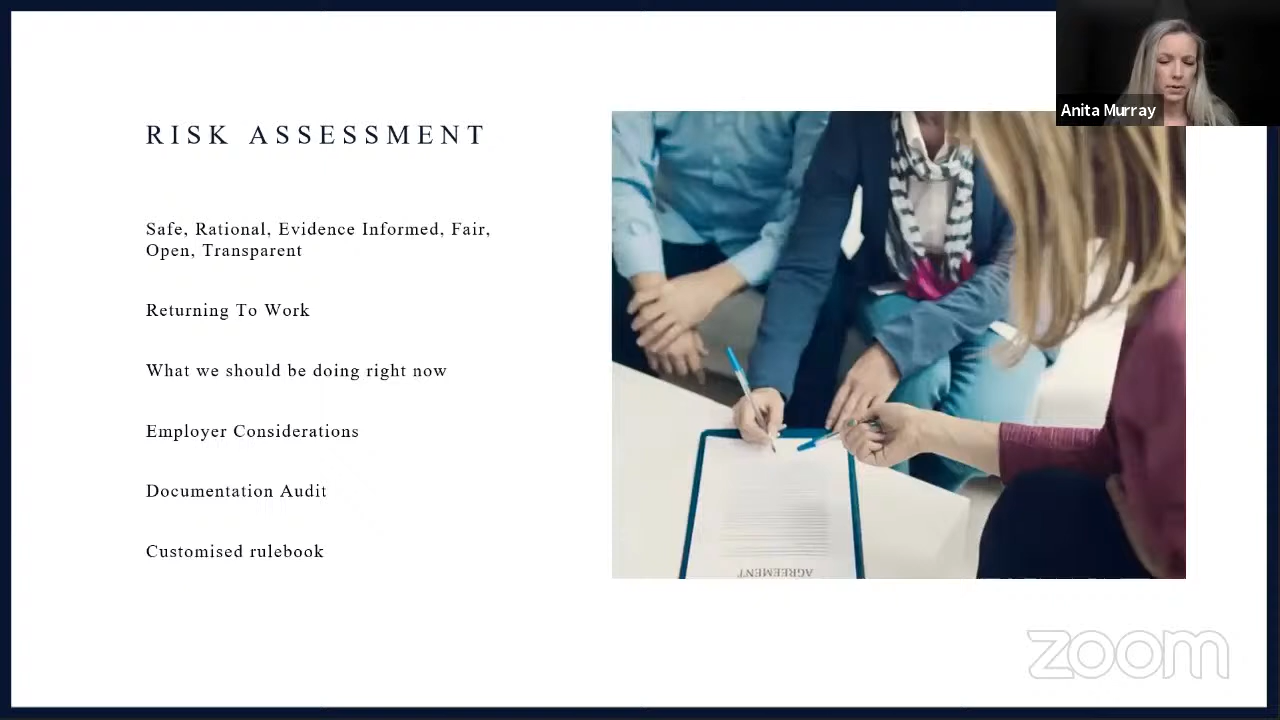 Anita Murray
RISK ASSESSMENT
Safe, Rational, Evidence Informed, Fair,
Open, Transparent
Returning To Work
What we should be doing right now
Employer Considerations
Documentation Audit
Customised rulebook
AGREEMENT
zoom